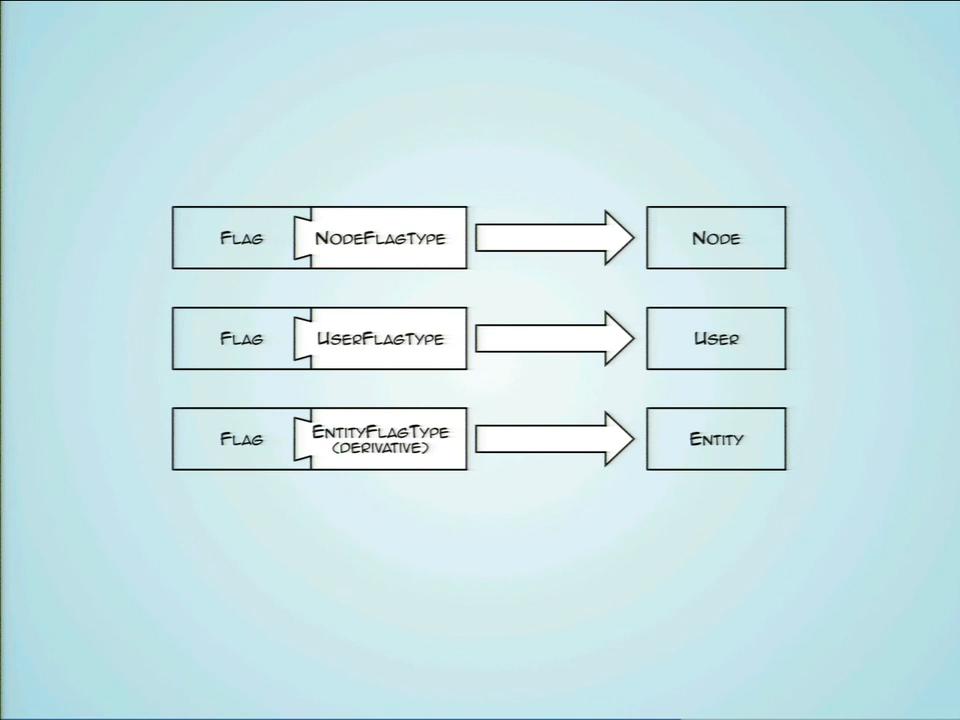 Flag NodeFlagType Node
Flag UserFlagType User
Flag EntityFlagType Entity
(derivative)